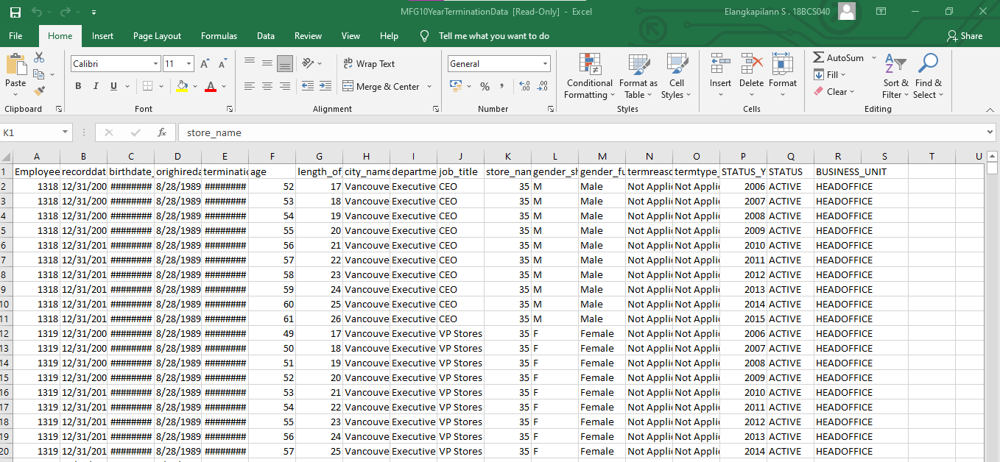 MFG10YearTerminationData [Read-Only] - Excel
Elangkapilann S . 18BCS040
File Home Insert Page Layout Formulas Data Review View Help Tell me what you want to do Share
Calibri 11 Wrap Text General AutoSum
Paste B I U A Merge & Center % Conditional Formatting Format as Table Cell Styles Insert Delete Format Fill Clear Sort & Filter Find & Select
Clipboard Font Alignment Number Styles Cells Editing
K1 fx store_name
A B C D E F G H I J K L M N O P Q R S T U
1 Employee recorddat birthdate_ orighireda terminatio age length_of_ city_name departme job_title store_nam gender_sh gender_fu termreaso termtype_ STATUS_Y STATUS BUSINESS_UNIT
2 1318 12/31/200 ######## 8/28/1989 ######## 52 17 Vancouve Executive CEO 35 M Male Not Applic Not Applic 2006 ACTIVE HEADOFFICE
3 1318 12/31/200 ######## 8/28/1989 ######## 53 18 Vancouve Executive CEO 35 M Male Not Applic Not Applic 2007 ACTIVE HEADOFFICE
4 1318 12/31/200 ######## 8/28/1989 ######## 54 19 Vancouve Executive CEO 35 M Male Not Applic Not Applic 2008 ACTIVE HEADOFFICE
5 1318 12/31/200 ######## 8/28/1989 ######## 55 20 Vancouve Executive CEO 35 M Male Not Applic Not Applic 2009 ACTIVE HEADOFFICE
6 1318 12/31/201 ######## 8/28/1989 ######## 56 21 Vancouve Executive CEO 35 M Male Not Applic Not Applic 2010 ACTIVE HEADOFFICE
7 1318 12/31/201 ######## 8/28/1989 ######## 57 22 Vancouve Executive CEO 35 M Male Not Applic Not Applic 2011 ACTIVE HEADOFFICE
8 1318 12/31/201 ######## 8/28/1989 ######## 58 23 Vancouve Executive CEO 35 M Male Not Applic Not Applic 2012 ACTIVE HEADOFFICE
9 1318 12/31/201 ######## 8/28/1989 ######## 59 24 Vancouve Executive CEO 35 M Male Not Applic Not Applic 2013 ACTIVE HEADOFFICE
10 1318 12/31/201 ######## 8/28/1989 ######## 60 25 Vancouve Executive CEO 35 M Male Not Applic Not Applic 2014 ACTIVE HEADOFFICE
11 1318 12/31/201 ######## 8/28/1989 ######## 61 26 Vancouve Executive CEO 35 M Male Not Applic Not Applic 2015 ACTIVE HEADOFFICE
12 1319 12/31/200 ######## 8/28/1989 ######## 49 17 Vancouve Executive VP Stores 35 F Female Not Applic Not Applic 2006 ACTIVE HEADOFFICE
13 1319 12/31/200 ######## 8/28/1989 ######## 50 18 Vancouve Executive VP Stores 35 F Female Not Applic Not Applic 2007 ACTIVE HEADOFFICE
14 1319 12/31/200 ######## 8/28/1989 ######## 51 19 Vancouve Executive VP Stores 35 F Female Not Applic Not Applic 2008 ACTIVE HEADOFFICE
15 1319 12/31/200 ######## 8/28/1989 ######## 52 20 Vancouve Executive VP Stores 35 F Female Not Applic Not Applic 2009 ACTIVE HEADOFFICE
16 1319 12/31/201 ######## 8/28/1989 ######## 53 21 Vancouve Executive VP Stores 35 F Female Not Applic Not Applic 2010 ACTIVE HEADOFFICE
17 1319 12/31/201 ######## 8/28/1989 ######## 54 22 Vancouve Executive VP Stores 35 F Female Not Applic Not Applic 2011 ACTIVE HEADOFFICE
18 1319 12/31/201 ######## 8/28/1989 ######## 55 23 Vancouve Executive VP Stores 35 F Female Not Applic Not Applic 2012 ACTIVE HEADOFFICE
19 1319 12/31/201 ######## 8/28/1989 ######## 56 24 Vancouve Executive VP Stores 35 F Female Not Applic Not Applic 2013 ACTIVE HEADOFFICE
20 1319 12/31/201 ######## 8/28/1989 ######## 57 25 Vancouve Executive VP Stores 35 F Female Not Applic Not Applic 2014 ACTIVE HEADOFFICE